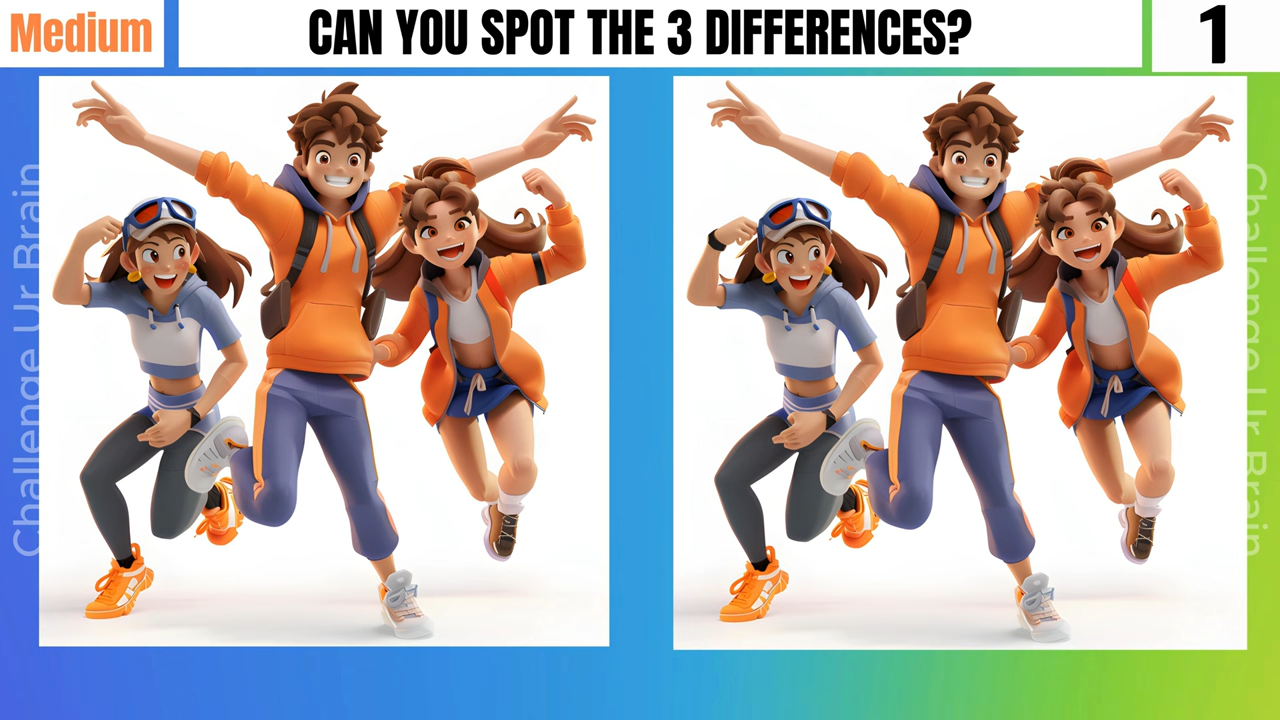 Medium
CAN YOU SPOT THE 3 DIFFERENCES?
1
Challenge Ur Brain
Challenge Ur Brain